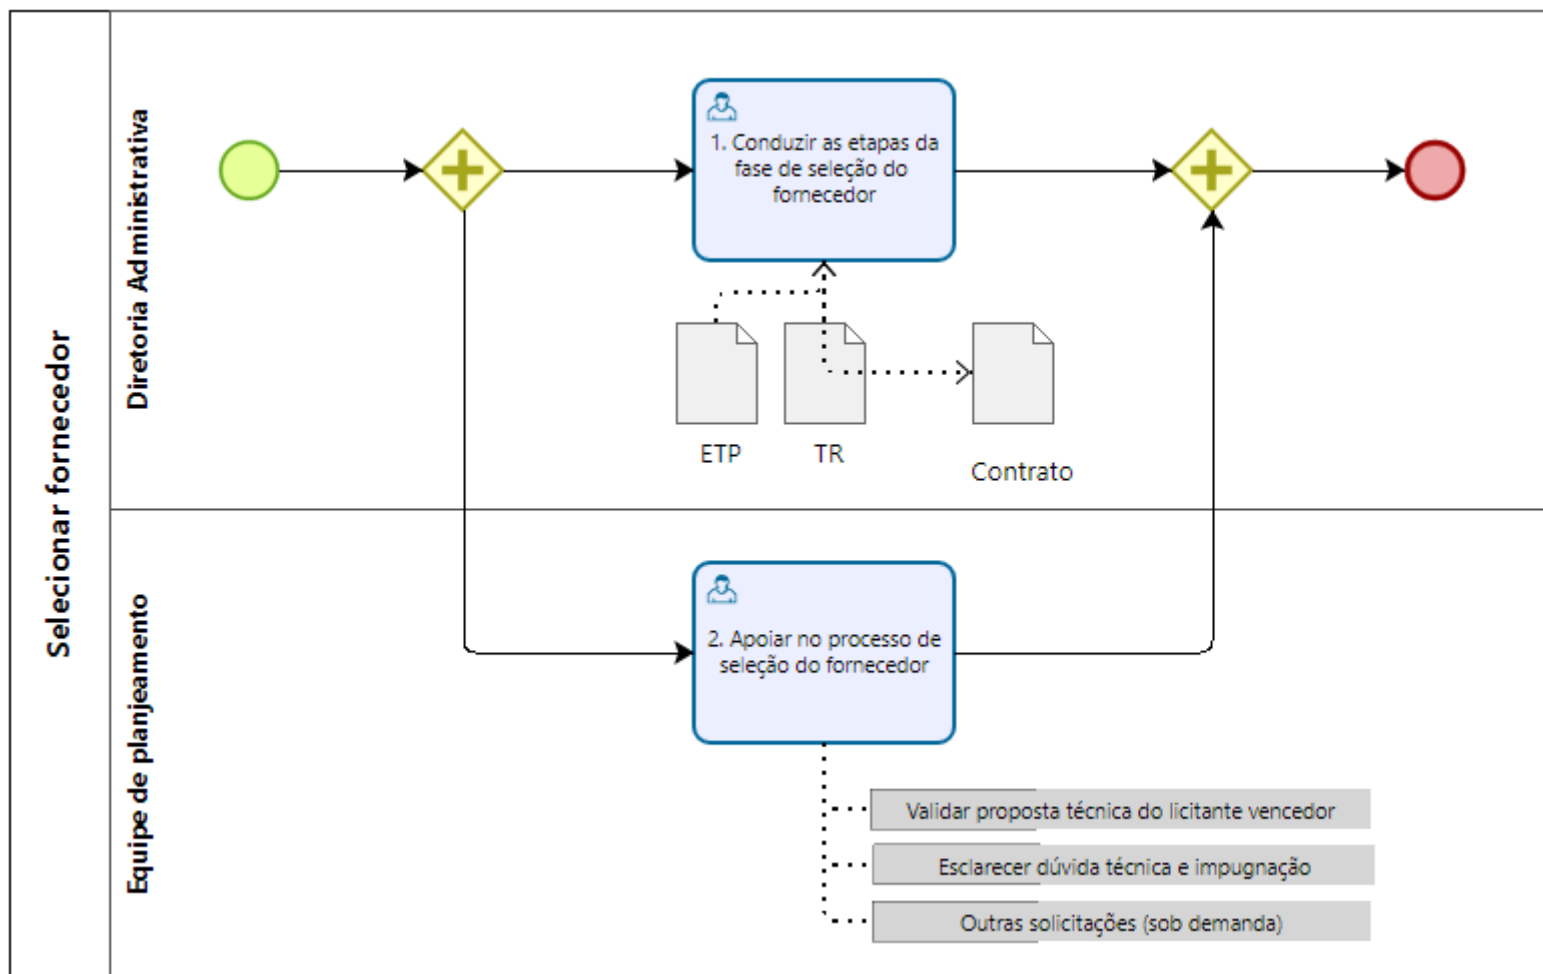 Selecionar fornecedor
Diretoria Administrativa
1. Conduzir as etapas da
fase de seleção do
fornecedor
ETP
TR
Contrato
Equipe de planjeamento
2. Apoiar no processo de
seleção do fornecedor
Validar proposta técnica do licitante vencedor
Esclarecer dúvida técnica e impugnação
Outras solicitações (sob demanda)